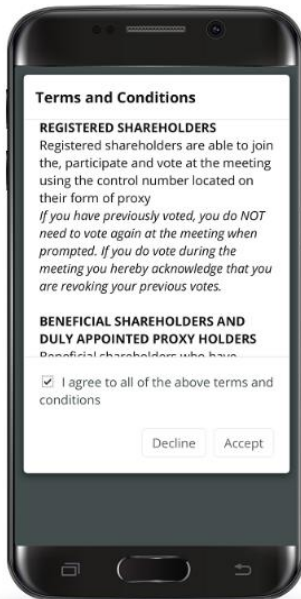 Terms and Conditions
REGISTERED SHAREHOLDERS
Registered shareholders are able to join
the, participate and vote at the meeting
using the control number located on
their form of proxy
If you have previously voted, you do NOT
need to vote again at the meeting when
prompted. If you do vote during the
meeting you hereby acknowledge that you
are revoking your previous votes.
BENEFICIAL SHAREHOLDERS AND
DULY APPOINTED PROXY HOLDERS
Beneficial shareholders who have
I agree to all of the above terms and
conditions
Decline
Accept